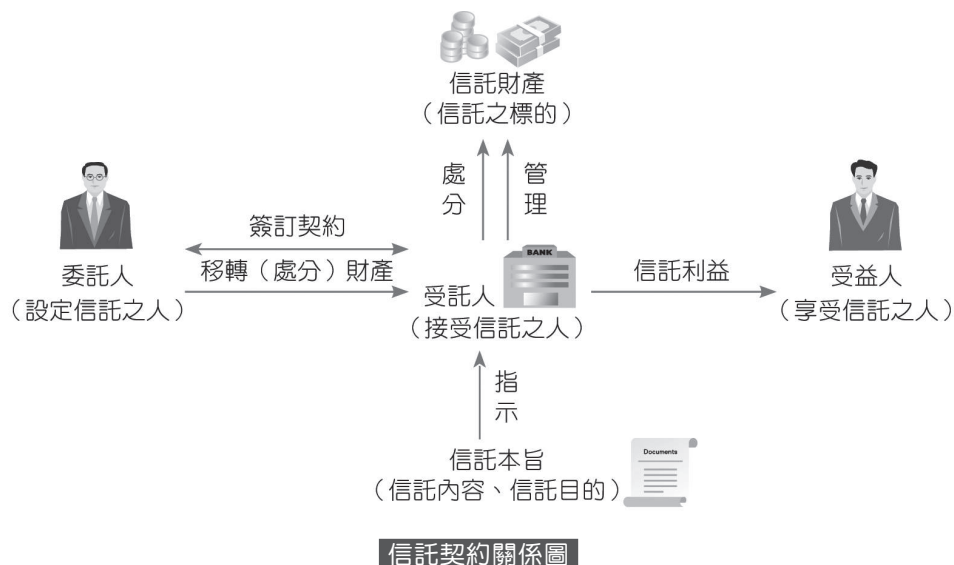 信託財產
（信託之標的）
處分
管理
簽訂契約
移轉（處分）財產
委託人
（設定信託之人）
BANK
受託人
（接受信託之人）
信託利益
受益人
（享受信託之人）
指示
信託本旨
（信託內容、信託目的）
Documents
信託契約關係圖